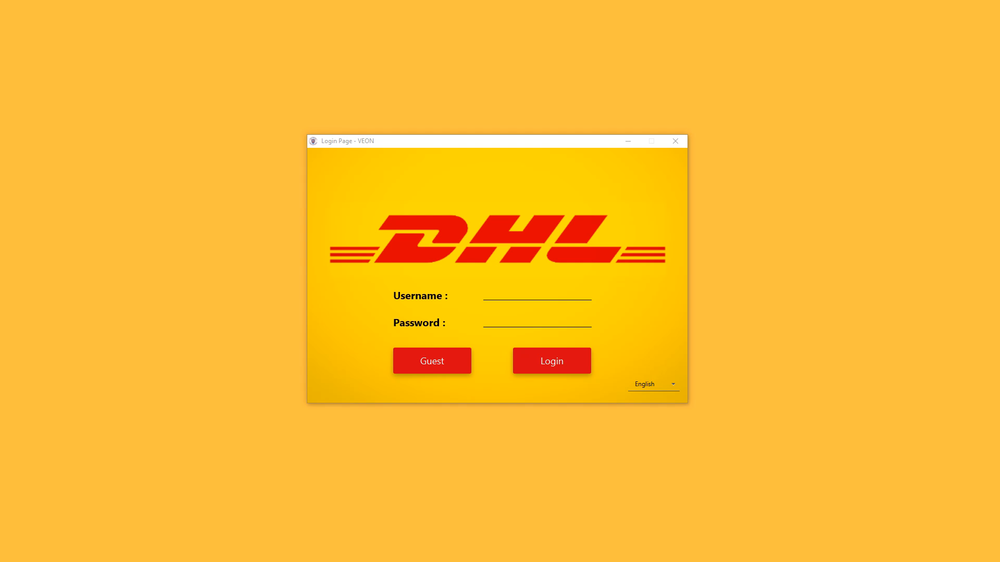 Login Page - VEON
DHL
Username :
Password :
Guest
Login
English